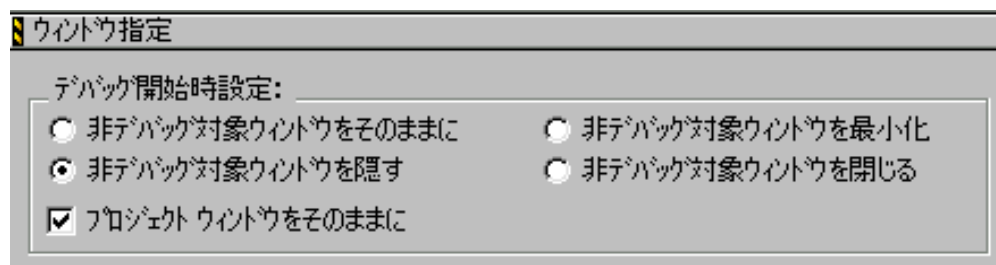 ウィンドウ指定
デバッグ開始時設定:
非デバッグ対象ウィンドウをそのままに
非デバッグ対象ウィンドウを最小化
非デバッグ対象ウィンドウを隠す
非デバッグ対象ウィンドウを閉じる
プロジェクト ウィンドウをそのままに